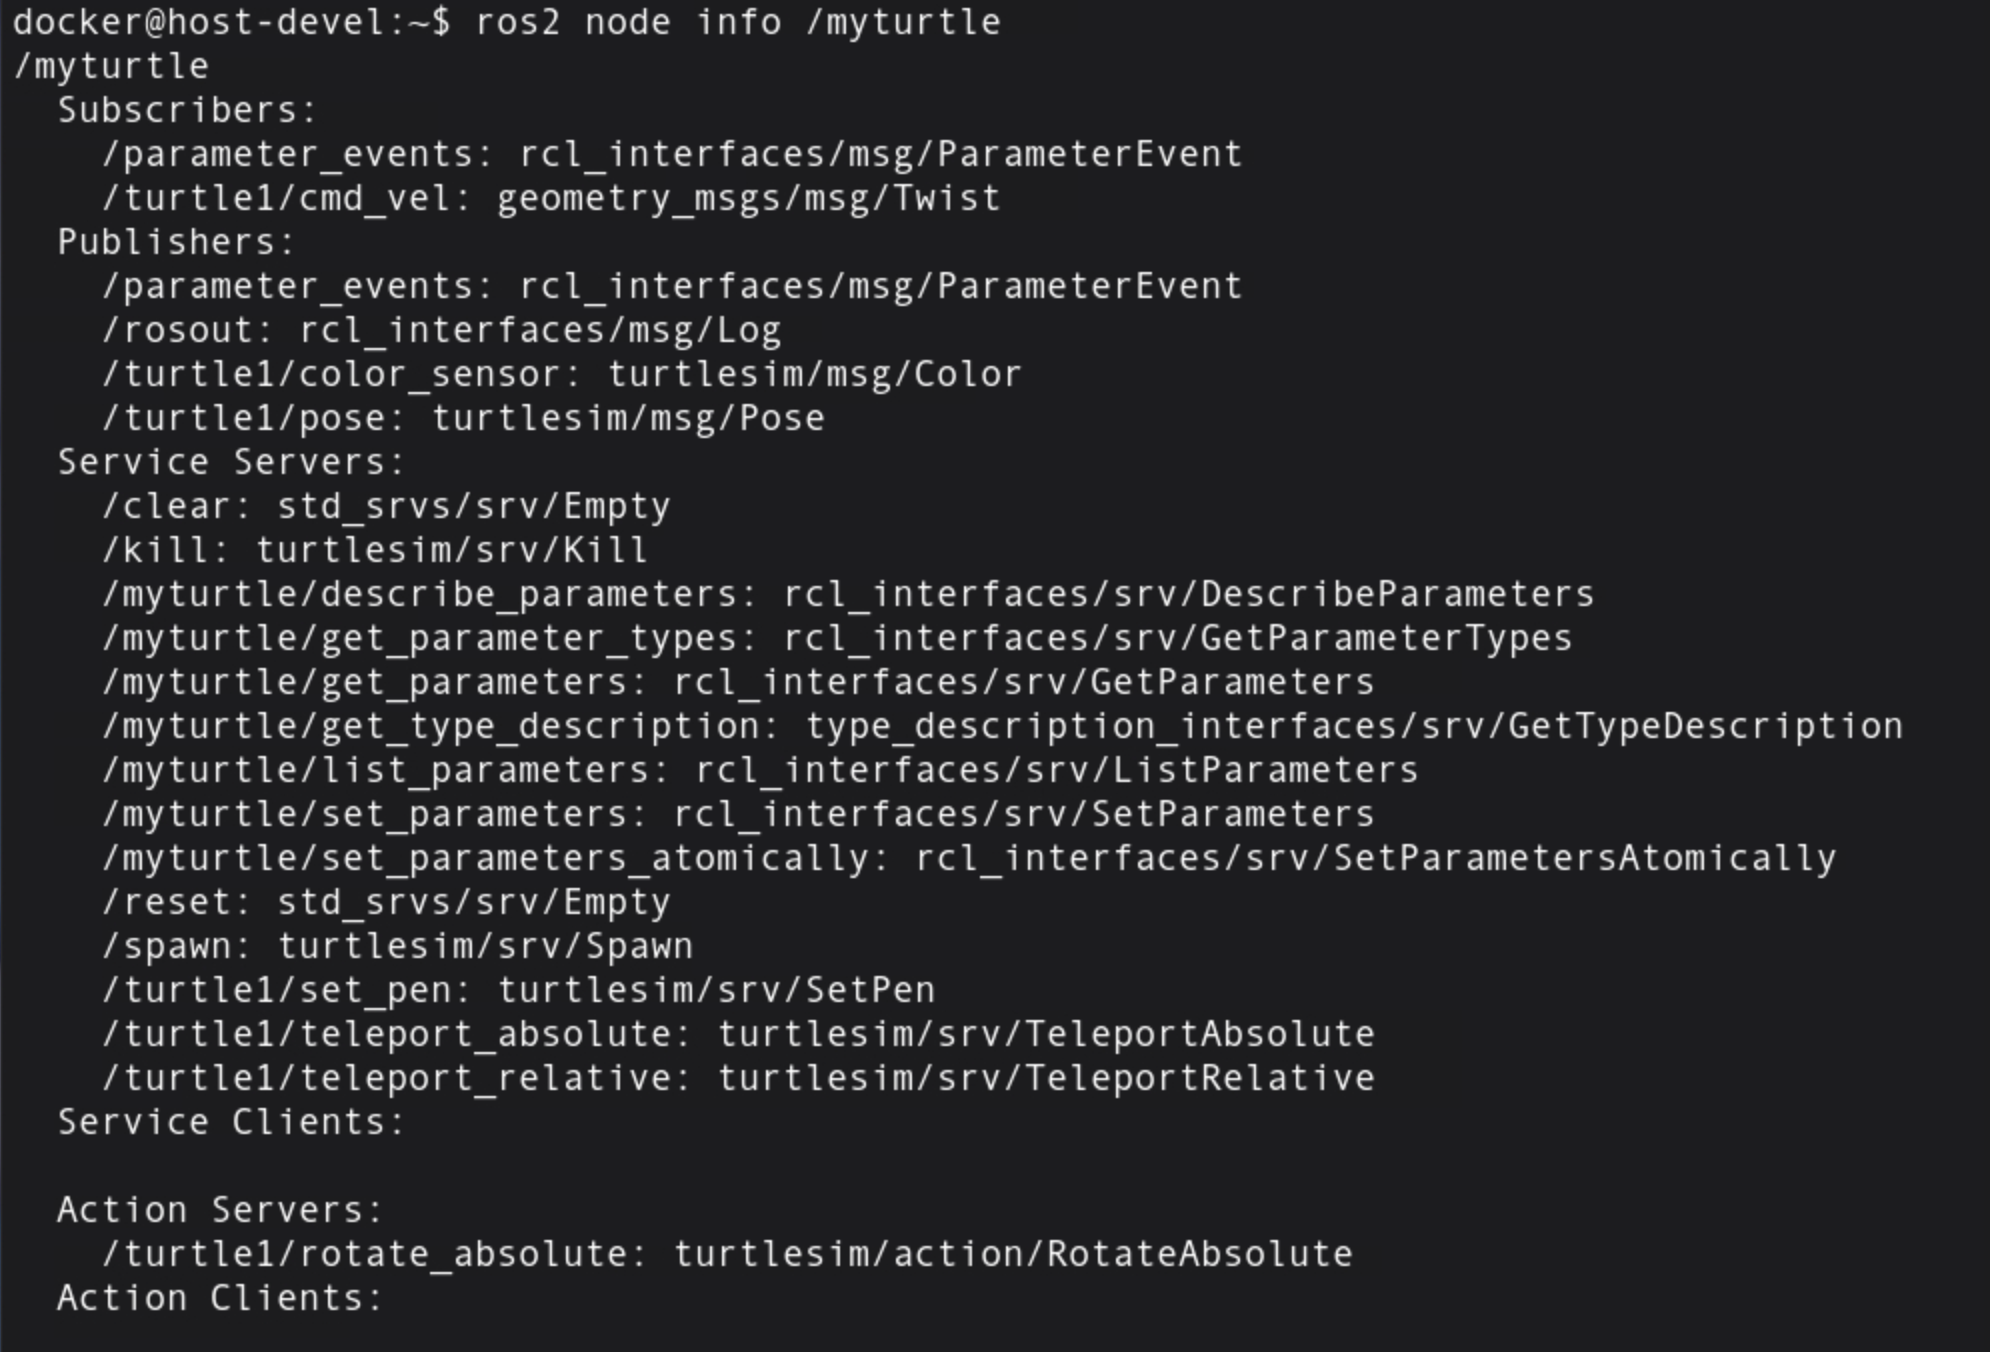 docker@host-devel:~$ ros2 node info /myturtle
/myturtle
  Subscribers:
    /parameter_events: rcl_interfaces/msg/ParameterEvent
    /turtle1/cmd_vel: geometry_msgs/msg/Twist
  Publishers:
    /parameter_events: rcl_interfaces/msg/ParameterEvent
    /rosout: rcl_interfaces/msg/Log
    /turtle1/color_sensor: turtlesim/msg/Color
    /turtle1/pose: turtlesim/msg/Pose
  Service Servers:
    /clear: std_srvs/srv/Empty
    /kill: turtlesim/srv/Kill
    /myturtle/describe_parameters: rcl_interfaces/srv/DescribeParameters
    /myturtle/get_parameter_types: rcl_interfaces/srv/GetParameterTypes
    /myturtle/get_parameters: rcl_interfaces/srv/GetParameters
    /myturtle/get_type_description: type_description_interfaces/srv/GetTypeDescription
    /myturtle/list_parameters: rcl_interfaces/srv/ListParameters
    /myturtle/set_parameters: rcl_interfaces/srv/SetParameters
    /myturtle/set_parameters_atomically: rcl_interfaces/srv/SetParametersAtomically
    /reset: std_srvs/srv/Empty
    /spawn: turtlesim/srv/Spawn
    /turtle1/set_pen: turtlesim/srv/SetPen
    /turtle1/teleport_absolute: turtlesim/srv/TeleportAbsolute
    /turtle1/teleport_relative: turtlesim/srv/TeleportRelative
  Service Clients:

  Action Servers:
    /turtle1/rotate_absolute: turtlesim/action/RotateAbsolute
  Action Clients: